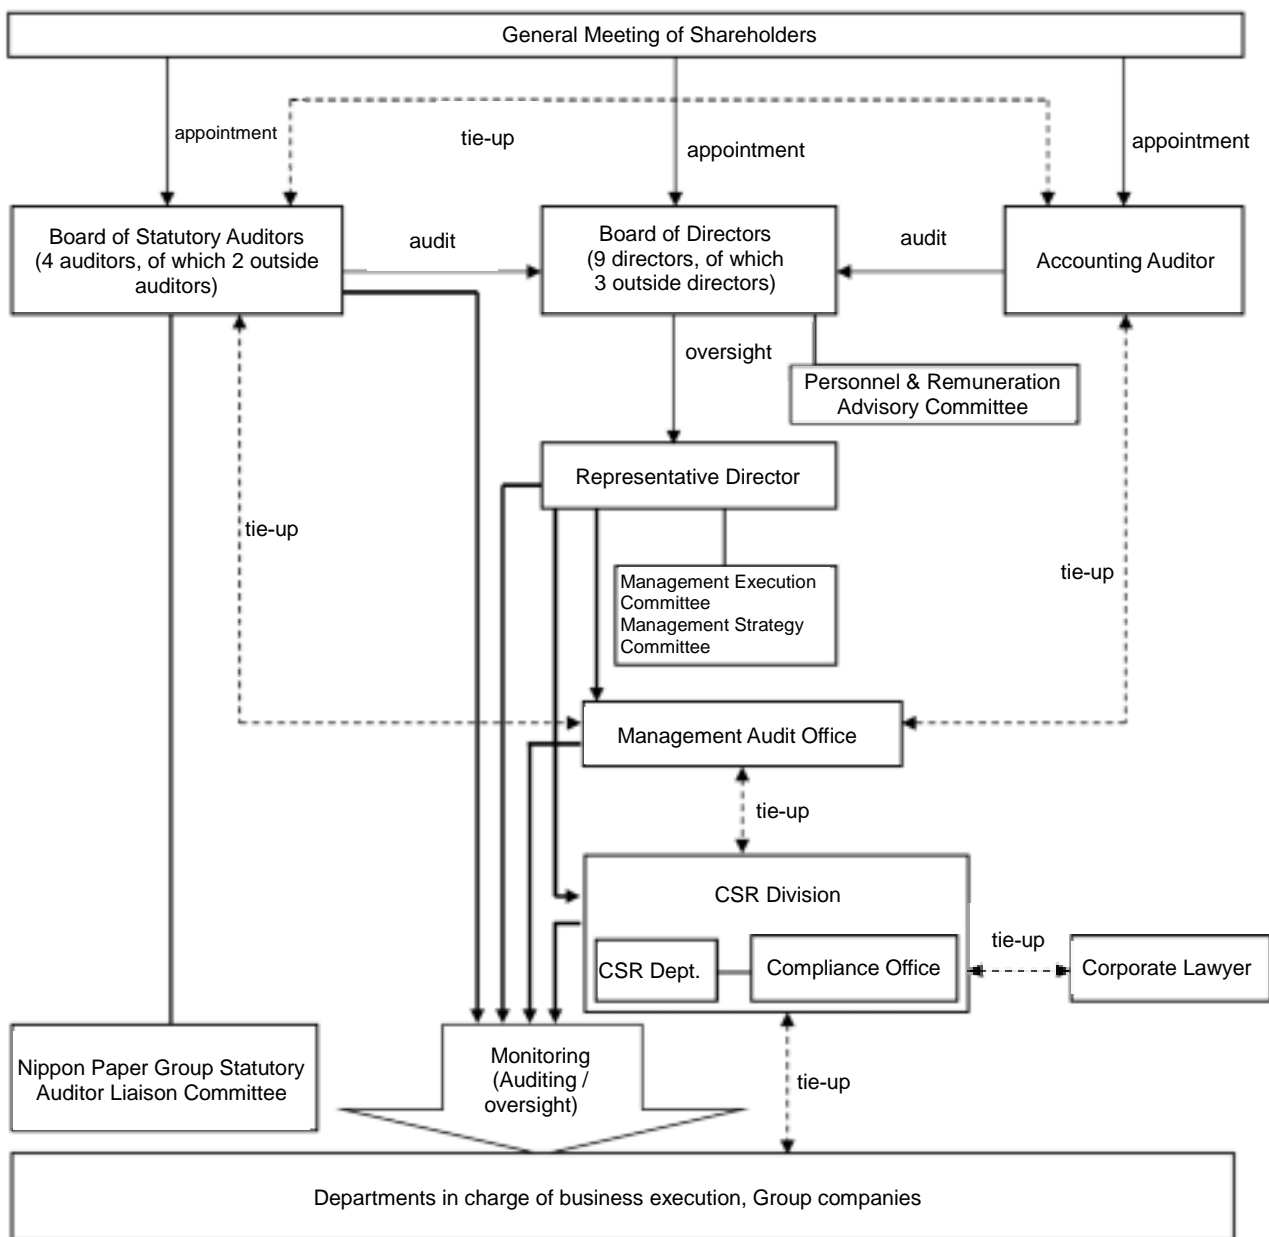 General Meeting of Shareholders
appointment
tie-up
appointment
appointment
Board of Statutory Auditors
(4 auditors, of which 2 outside
auditors)
audit
Board of Directors
(9 directors, of which
3 outside directors)
audit
Accounting Auditor
oversight
Personnel & Remuneration
Advisory Committee
Representative Director
tie-up
Management Execution
Committee
Management Strategy
Committee
tie-up
Management Audit Office
tie-up
CSR Division
CSR Dept.
Compliance Office
tie-up
Corporate Lawyer
Nippon Paper Group Statutory
Auditor Liaison Committee
Monitoring
(Auditing /
oversight)
tie-up
Departments in charge of business execution, Group companies